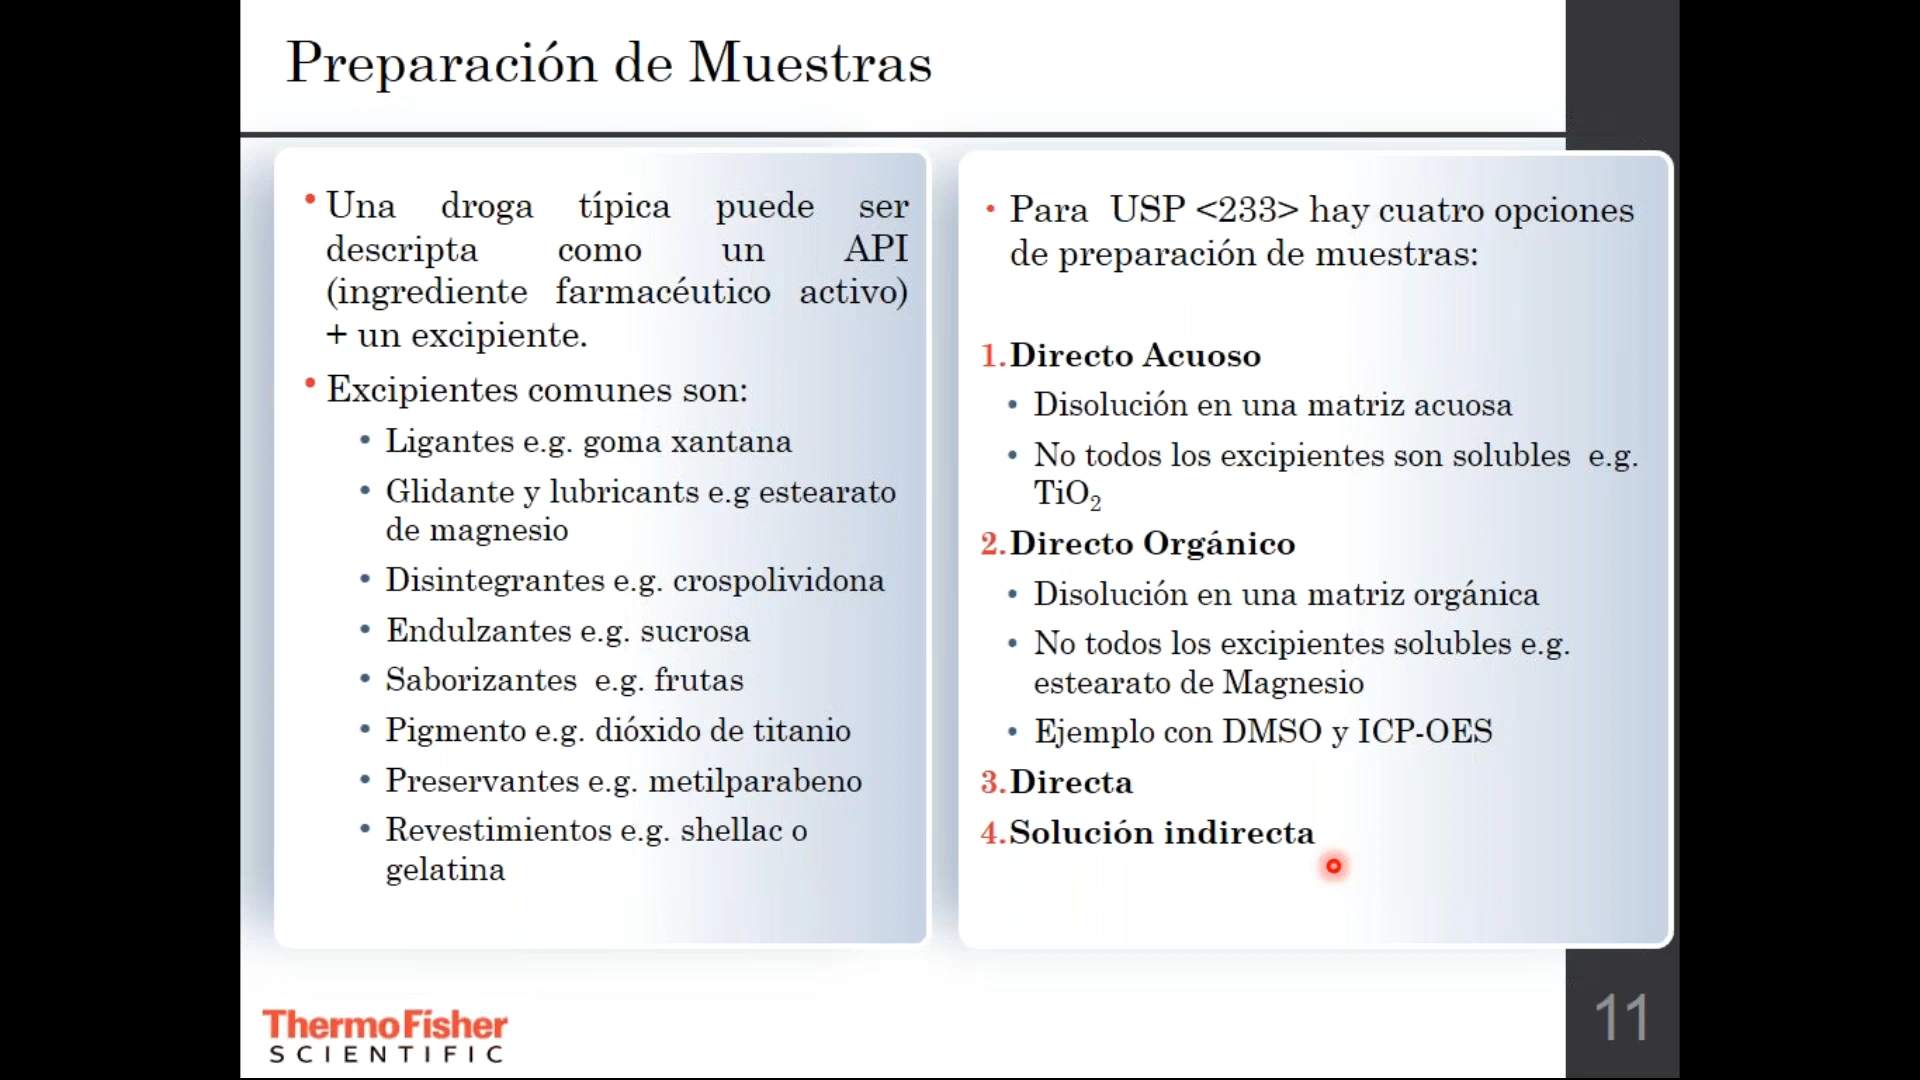 Preparación de Muestras
• Una droga típica puede ser
descripta como un API
(ingrediente farmacéutico activo)
+ un excipiente.
• Excipientes comunes son:
• Ligantes e.g. goma xantana
• Glidante y lubricants e.g estearato
de magnesio
• Disintegrantes e.g. crospolividona
• Endulzantes e.g. sucrosa
• Saborizantes e.g. frutas
• Pigmento e.g. dióxido de titanio
• Preservantes e.g. metilparabeno
• Revestimientos e.g. shellac o
gelatina
• Para USP <233> hay cuatro opciones
de preparación de muestras:
1. Directo Acuoso
• Disolución en una matriz acuosa
• No todos los excipientes son solubles e.g.
TiO₂
2. Directo Orgánico
• Disolución en una matriz orgánica
• No todos los excipientes solubles e.g.
estearato de Magnesio
• Ejemplo con DMSO y ICP-OES
3. Directa
4. Solución indirecta
ThermoFisher
SCIENTIFIC
11